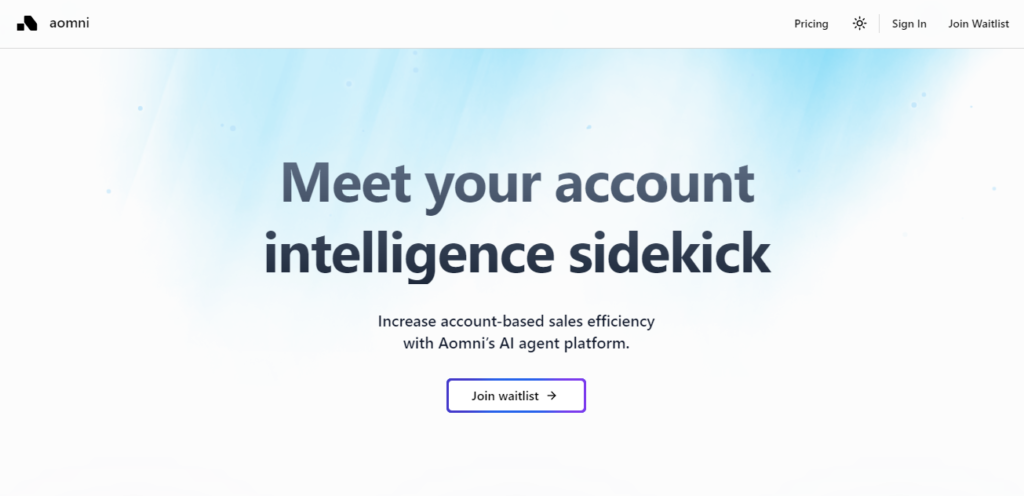 aomni
Pricing
Sign In
Join Waitlist
Meet your account
intelligence sidekick
Increase account-based sales efficiency
with Aomni's AI agent platform.
Join waitlist →